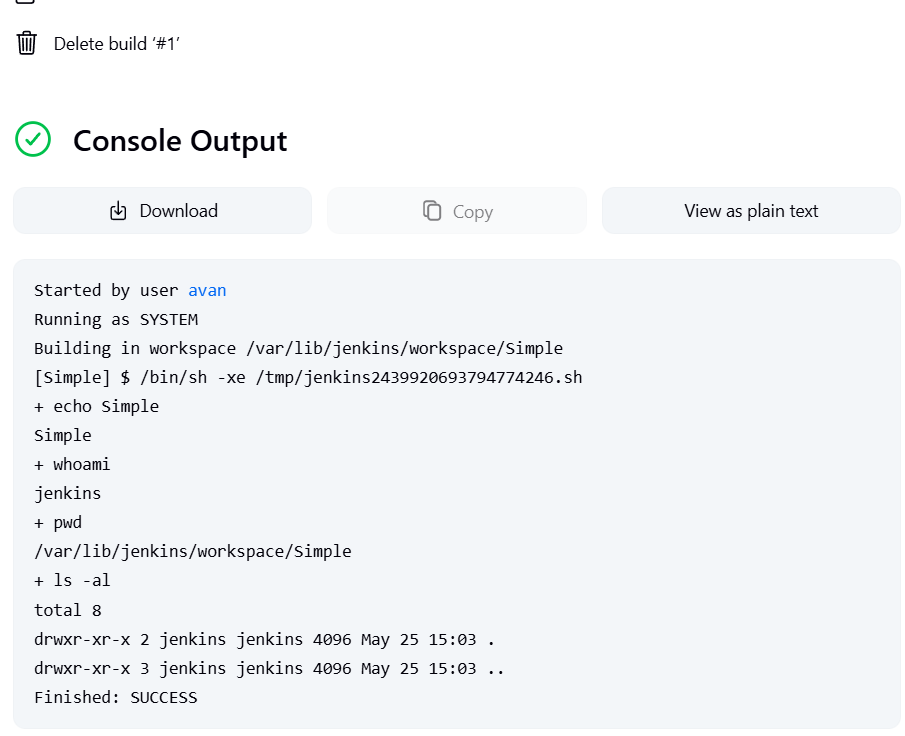 Delete build ‘#1’
Console Output
Download
Copy
View as plain text
Started by user avan
Running as SYSTEM
Building in workspace /var/lib/jenkins/workspace/Simple
[Simple] $ /bin/sh -xe /tmp/jenkins2439920693794774246.sh
+ echo Simple
Simple
+ whoami
jenkins
+ pwd
/var/lib/jenkins/workspace/Simple
+ ls -al
total 8
drwxr-xr-x 2 jenkins jenkins 4096 May 25 15:03 .
drwxr-xr-x 3 jenkins jenkins 4096 May 25 15:03 ..
Finished: SUCCESS